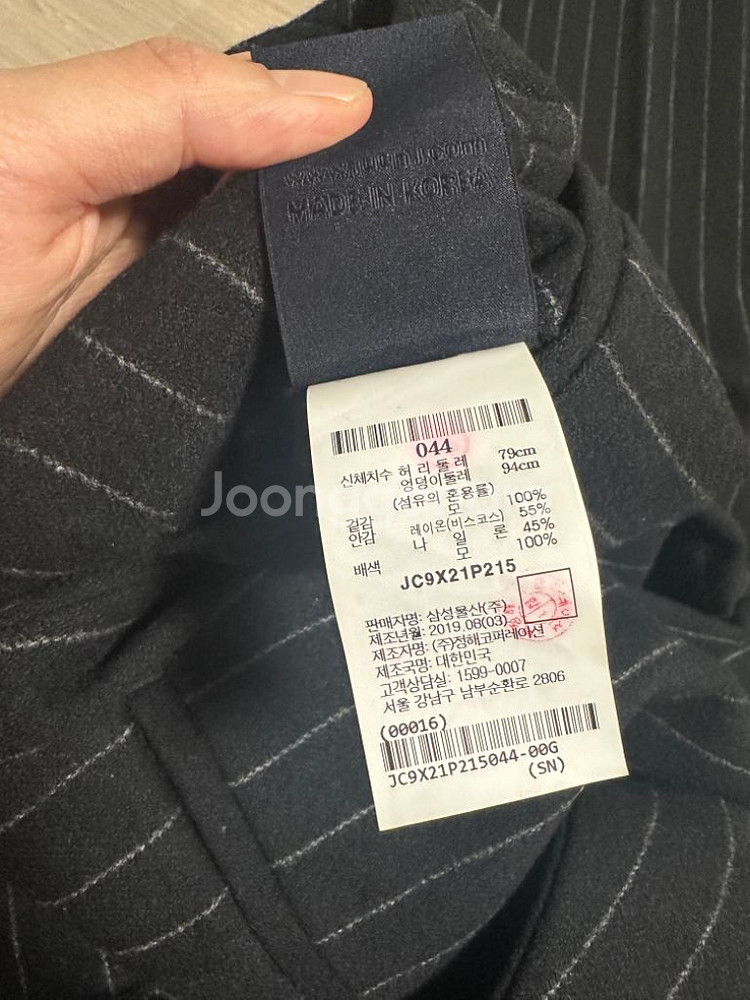 www.juunj.com
MADE IN KOREA
044
신체치수 허리둘레 79cm
엉덩이둘레 94cm
(섬유의 혼용률)
겉감 모 100%
안감 레이온(비스코스) 55%
나일론 45%
배색 모 100%
JC9X21P215
판매자명: 삼성물산(주)
제조년월: 2019.08(03)
제조자명: (주)정해코퍼레이션
제조국명: 대한민국
고객상담실: 1599-0007
서울 강남구 남부순환로 2806
(00016)
JC9X21P215044-00G
(SN)